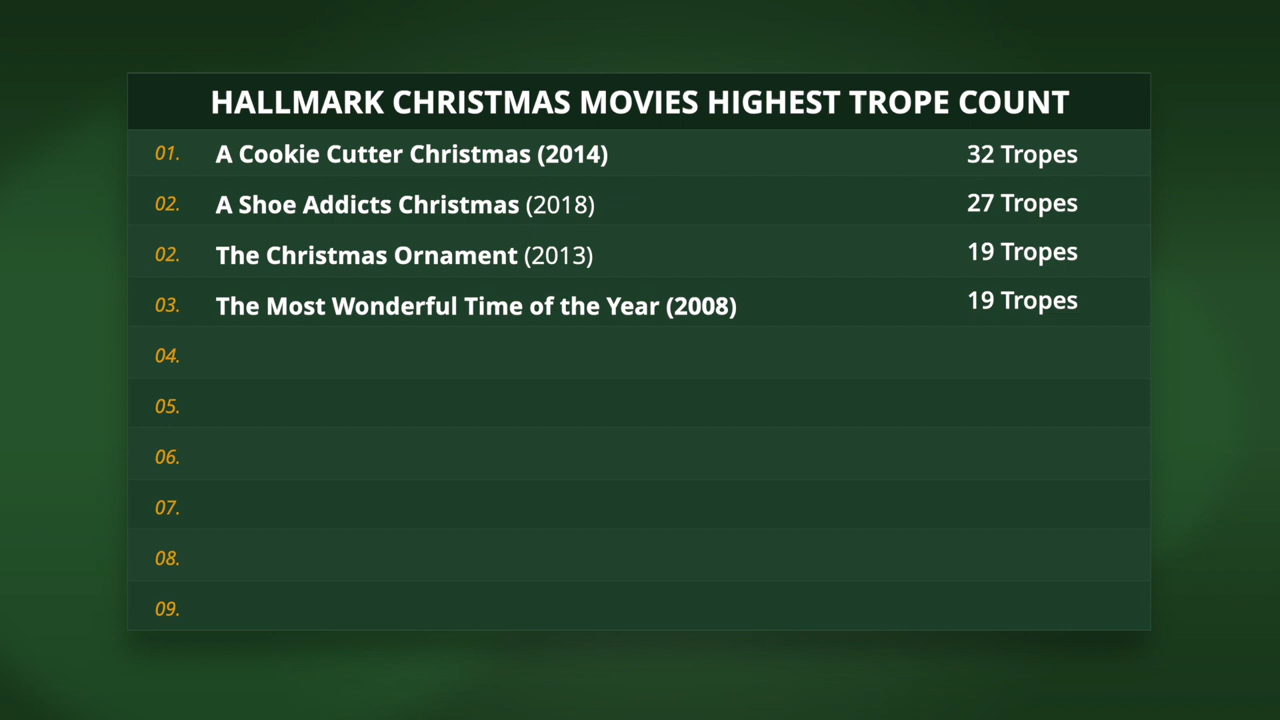 HALLMARK CHRISTMAS MOVIES HIGHEST TROPE COUNT
01. A Cookie Cutter Christmas (2014) 32 Tropes
02. A Shoe Addicts Christmas (2018) 27 Tropes
02. The Christmas Ornament (2013) 19 Tropes
03. The Most Wonderful Time of the Year (2008) 19 Tropes
04.
05.
06.
07.
08.
09.